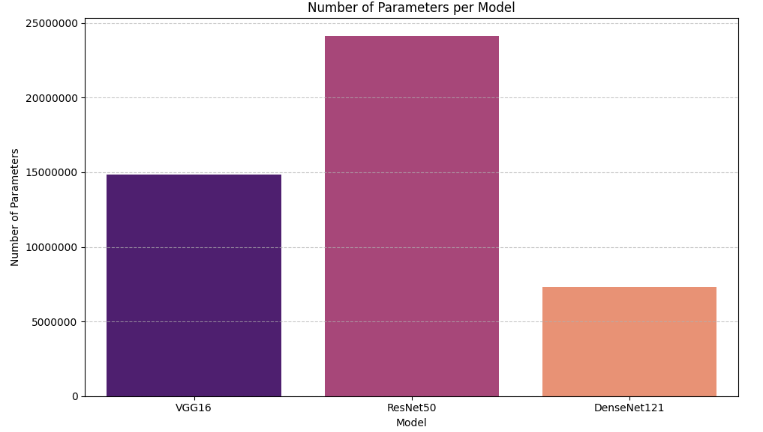 Number of Parameters per Model
25000000
20000000
15000000
10000000
5000000
0
Number of Parameters
VGG16 ResNet50 DenseNet121
Model